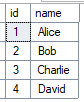 id name
1 Alice
2 Bob
3 Charlie
4 David